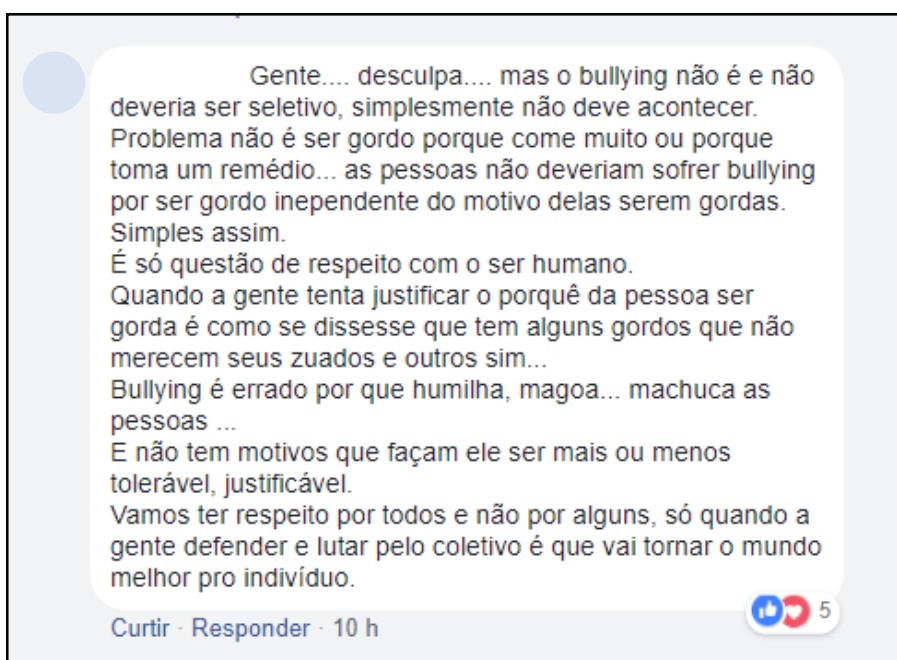 Gente.... desculpa.... mas o bullying não é e não
deveria ser seletivo, simplesmente não deve acontecer.
Problema não é ser gordo porque come muito ou porque
toma um remédio... as pessoas não deveriam sofrer bullying
por ser gordo inependente do motivo delas serem gordas.
Simples assim.
É só questão de respeito com o ser humano.
Quando a gente tenta justificar o porquê da pessoa ser
gorda é como se dissesse que tem alguns gordos que não
merecem seus zuados e outros sim...
Bullying é errado por que humilha, magoa... machuca as
pessoas ...
E não tem motivos que façam ele ser mais ou menos
tolerável, justificável.
Vamos ter respeito por todos e não por alguns, só quando a
gente defender e lutar pelo coletivo é que vai tornar o mundo
melhor pro indivíduo.
5
Curtir · Responder · 10 h